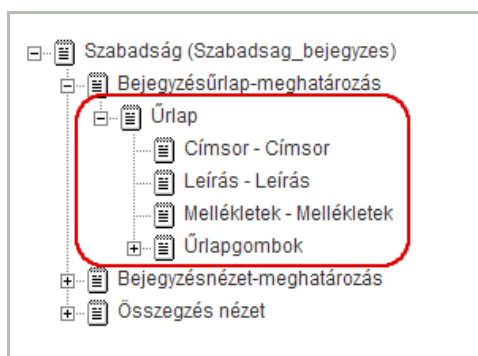 Szabadság (Szabadsag_bejegyzes)
Bejegyzésűrlap-meghatározás
Űrlap
Címsor - Címsor
Leírás - Leírás
Mellékletek - Mellékletek
Űrlapgombok
Bejegyzésnézet-meghatározás
Összegzés nézet